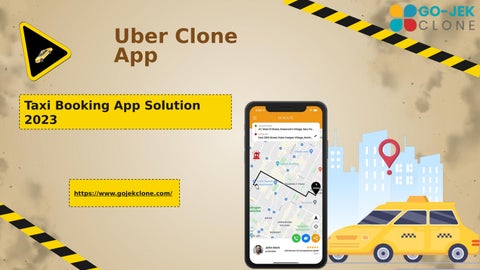 GO-JEK
CLONE
Uber Clone
App
Taxi Booking App Solution
2023
https://www.gojekclone.com/